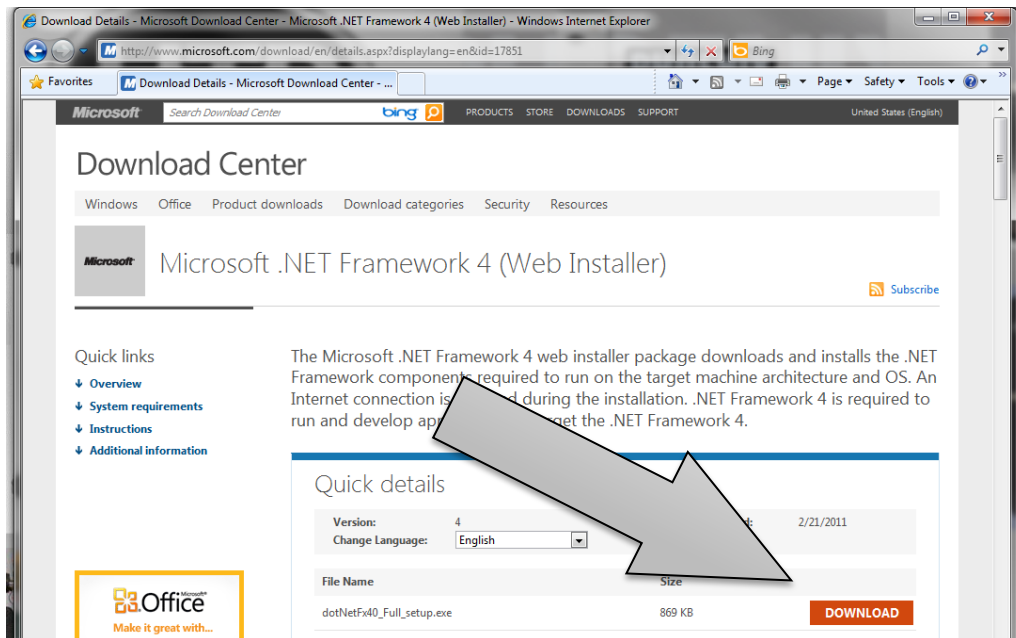 Download Details - Microsoft Download Center - Microsoft .NET Framework 4 (Web Installer) - Windows Internet Explorer
http://www.microsoft.com/download/en/details.aspx?displaylang=en&id=17851
Bing
Favorites
Download Details - Microsoft Download Center - ...
Page Safety Tools
Microsoft
Search Download Center
bing
PRODUCTS STORE DOWNLOADS SUPPORT
United States (English)
Download Center
Windows Office Product downloads Download categories Security Resources
Microsoft
Microsoft .NET Framework 4 (Web Installer)
Subscribe
Quick links
Overview
System requirements
Instructions
Additional information
The Microsoft .NET Framework 4 web installer package downloads and installs the .NET
Framework components required to run on the target machine architecture and OS. An
Internet connection is during the installation. .NET Framework 4 is required to
run and develop the .NET Framework 4.
Quick details
Version: 4
2/21/2011
Change Language: English
File Name Size
dotNetFx40_Full_setup.exe 869 KB DOWNLOAD
Microsoft
Office
Make it great with...